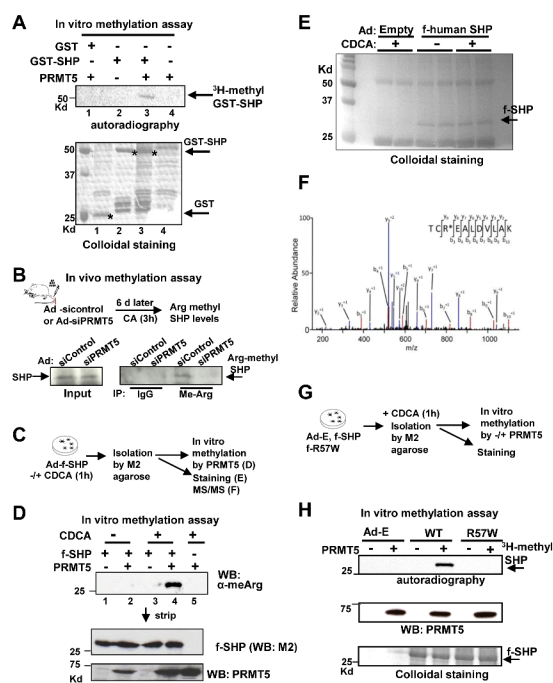 A
In vitro methylation assay
GST + - - -
GST-SHP - + + -
PRMT5 + - + +
50
Kd
1 2 3 4
autoradiography
³H-methyl
GST-SHP
50
37
25
Kd
* * *
1 2 3 4
GST-SHP
GST
Colloidal staining
B
In vivo methylation assay
Ad -sicontrol
or Ad-siPRMT5
6 d later
CA (3h)
Arg methyl
SHP levels
Ad: siControl siPRMT5 siControl siPRMT5 siControl siPRMT5
SHP
Arg-methyl
SHP
Input
IP: IgG Me-Arg
C
Ad-f-SHP
-/+ CDCA (1h)
Isolation
by M2
agarose
In vitro
methylation
by PRMT5 (D)
Staining (E)
MS/MS (F)
D
In vitro methylation assay
CDCA - + +
f-SHP + + + + -
PRMT5 - + - + +
25
1 2 3 4 5
WB:
α-meArg
strip
25
f-SHP (WB: M2)
75
Kd
WB: PRMT5
E
Ad: Empty f-human SHP
CDCA: + - +
Kd
50
37
25
f-SHP
Colloidal staining
F
Relative Abundance
100
50
0
TCR*EALDVLAK
200 400 600 800 1000
m/z
G
Ad-E, f-SHP
f-R57W
+ CDCA (1h)
Isolation
by M2
agarose
In vitro
methylation
by -/+ PRMT5
Staining
H
In vitro methylation assay
Ad-E WT R57W
PRMT5 - + - + - +
³H-methyl
SHP
25
autoradiography
75
WB: PRMT5
f-SHP
25
Kd
Colloidal staining